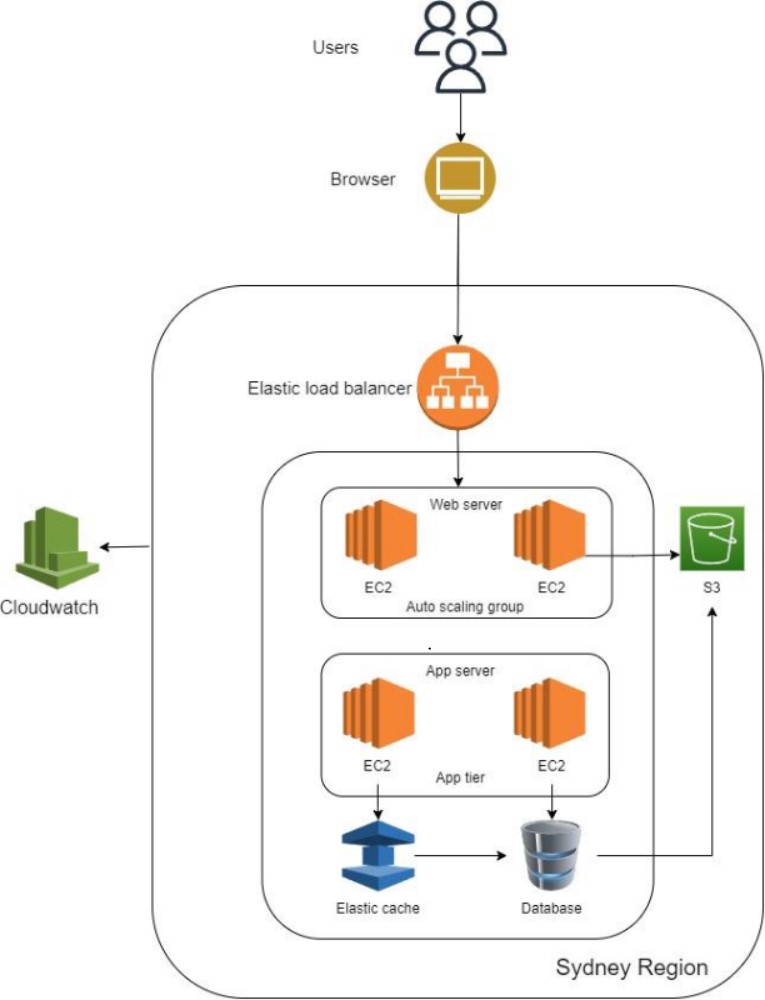 Users
Browser
Elastic load balancer
Web server
EC2
EC2
S3
Auto scaling group
Cloudwatch
App server
EC2
EC2
App tier
Elastic cache
Database
Sydney Region